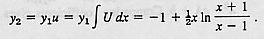 y₂ = y₁u = y₁ ∫ U dx = −1 + ½x ln (x + 1)/(x − 1).